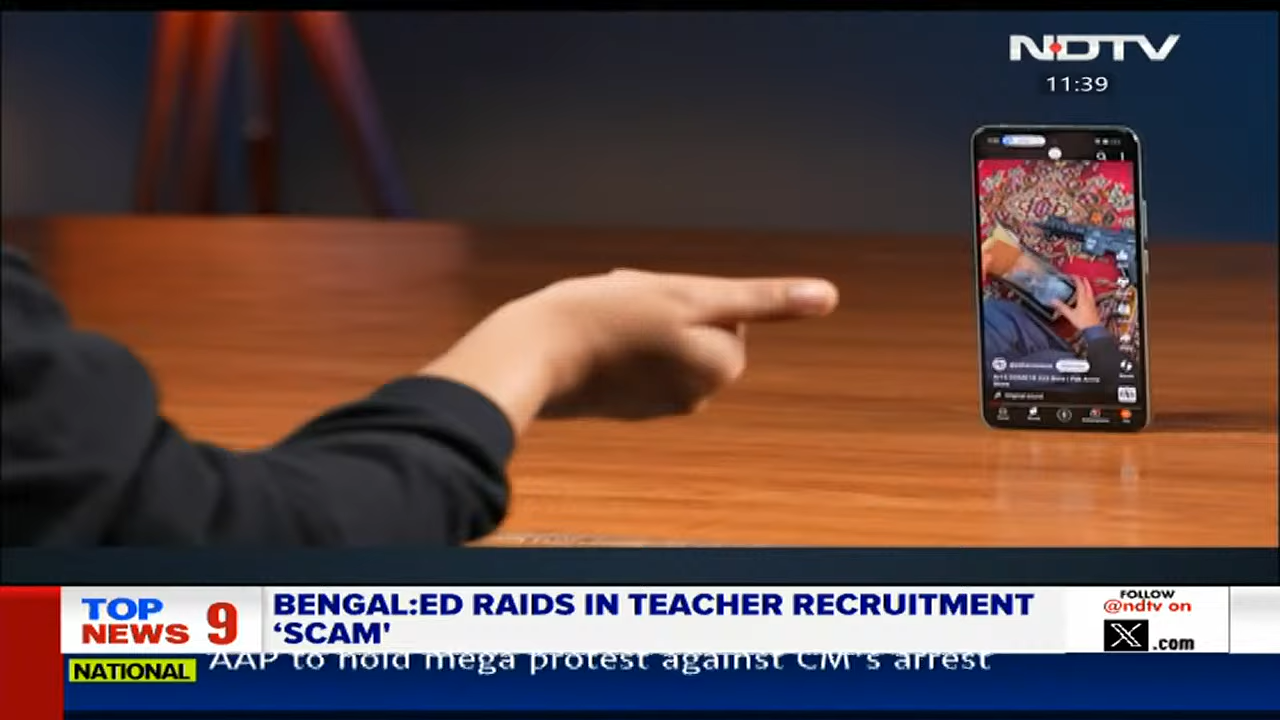 NDTV
11:39
TOP
NEWS 9
BENGAL:ED RAIDS IN TEACHER RECRUITMENT
‘SCAM'
FOLLOW
@ndtv on
X.com
NATIONAL
AAP to hold mega protest against CM's arrest